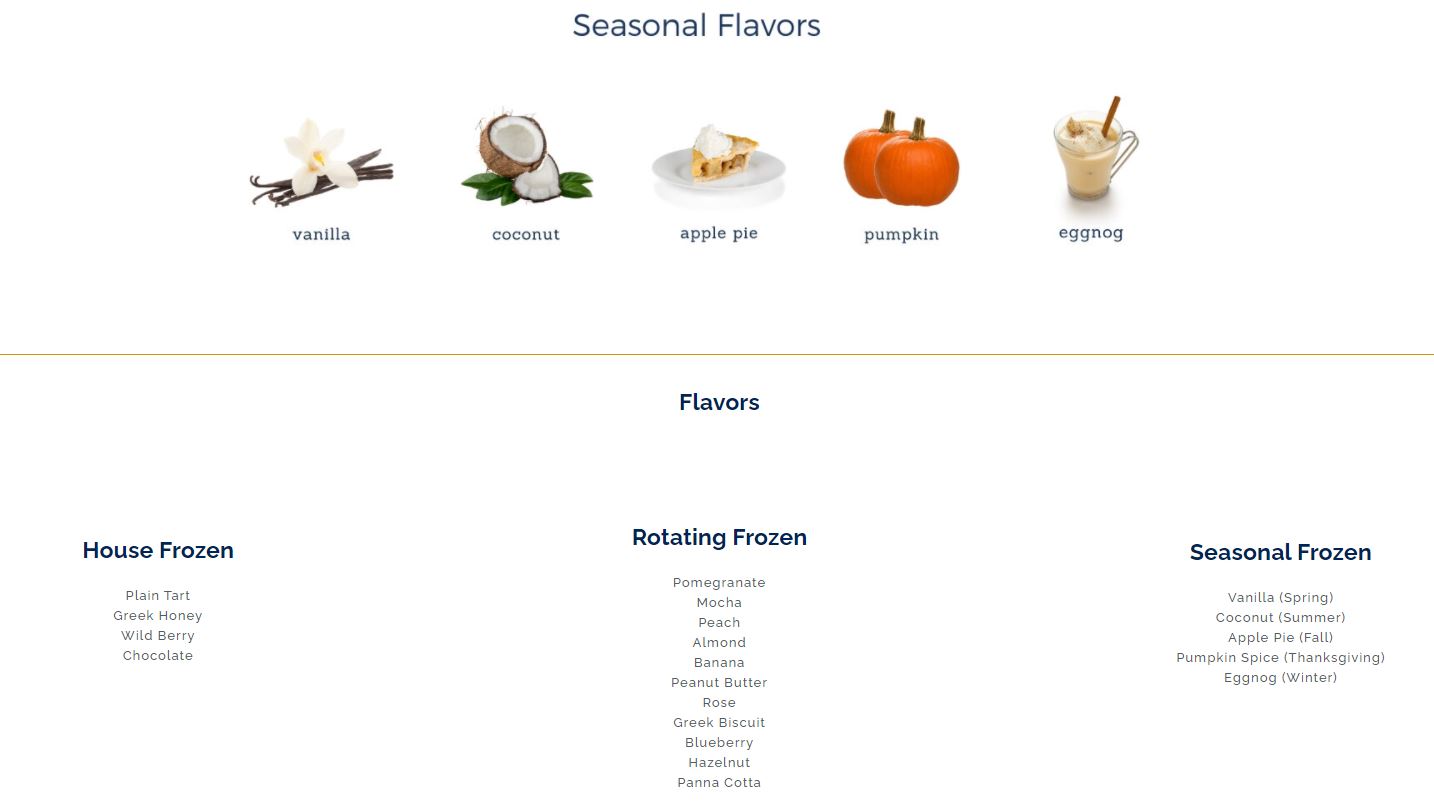 Seasonal Flavors
vanilla
coconut
apple pie
pumpkin
eggnog
Flavors
House Frozen
Plain Tart
Greek Honey
Wild Berry
Chocolate
Rotating Frozen
Pomegranate
Mocha
Peach
Almond
Banana
Peanut Butter
Rose
Greek Biscuit
Blueberry
Hazelnut
Panna Cotta
Seasonal Frozen
Vanilla (Spring)
Coconut (Summer)
Apple Pie (Fall)
Pumpkin Spice (Thanksgiving)
Eggnog (Winter)